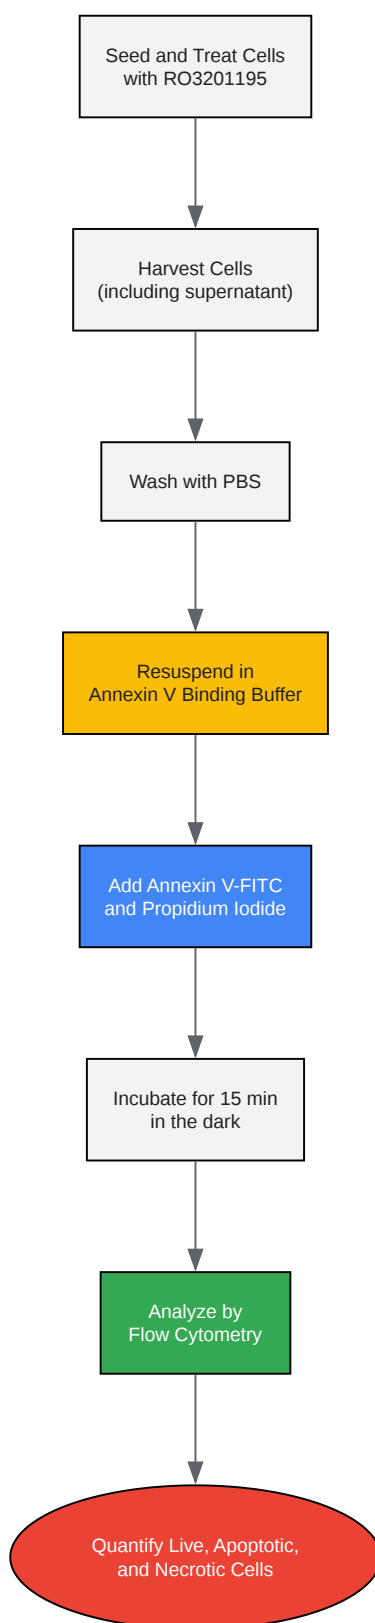 Seed and Treat Cells
with RO3201195
Harvest Cells
(including supernatant)
Wash with PBS
Resuspend in
Annexin V Binding Buffer
Add Annexin V-FITC
and Propidium Iodide
Incubate for 15 min
in the dark
Analyze by
Flow Cytometry
Quantify Live, Apoptotic,
and Necrotic Cells